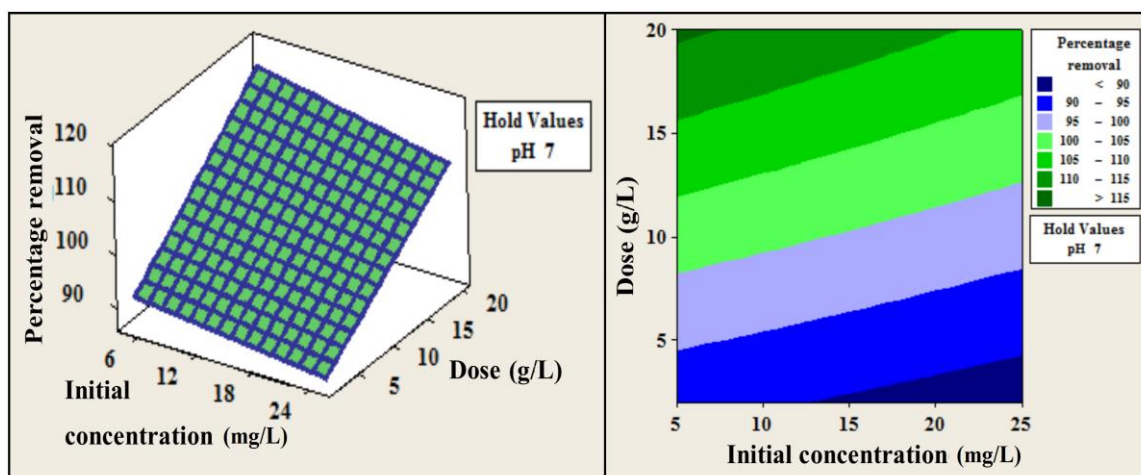 Percentage removal
120
110
100
90
6
12
18
24
Initial
concentration (mg/L)
5
10
15
20
Dose (g/L)
Hold Values
pH 7
20
15
10
5
Dose (g/L)
5
10
15
20
25
Initial concentration (mg/L)
Percentage
removal
< 90
90 – 95
95 – 100
100 – 105
105 – 110
110 – 115
> 115
Hold Values
pH 7